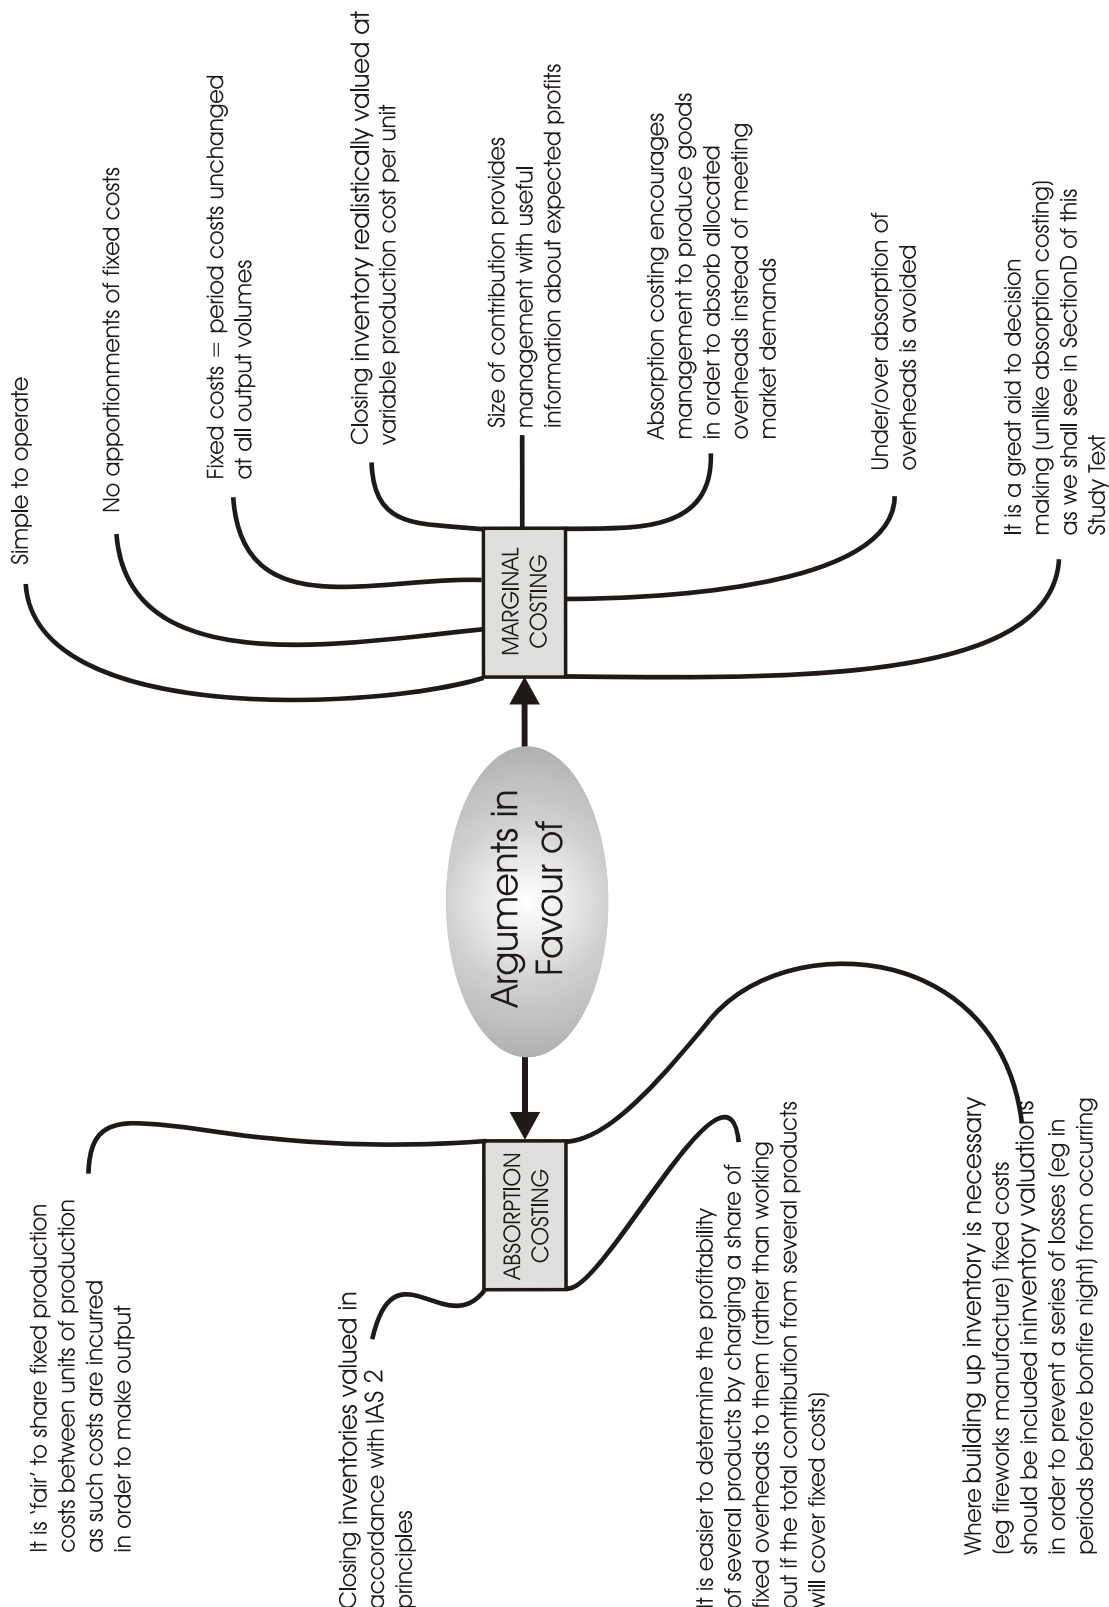 Arguments in
Favour of
ABSORPTION
COSTING
It is 'fair' to share fixed production
costs between units of production
as such costs are incurred
in order to make output
Closing inventories valued in
accordance with IAS 2
principles
It is easier to determine the profitability
of several products by charging a share of
fixed overheads to them (rather than working
out if the total contribution from several products
will cover fixed costs)
Where building up inventory is necessary
(eg fireworks manufacture) fixed costs
should be included ininventory valuations
in order to prevent a series of losses (eg in
periods before bonfire night) from occurring
MARGINAL
COSTING
Simple to operate
No apportionments of fixed costs
Fixed costs = period costs unchanged
at all output volumes
Closing inventory realistically valued at
variable production cost per unit
Size of contribution provides
management with useful
information about expected profits
Absorption costing encourages
management to produce goods
in order to absorb allocated
overheads instead of meeting
market demands
Under/over absorption of
overheads is avoided
It is a great aid to decision
making (unlike absorption costing)
as we shall see in SectionD of this
Study Text